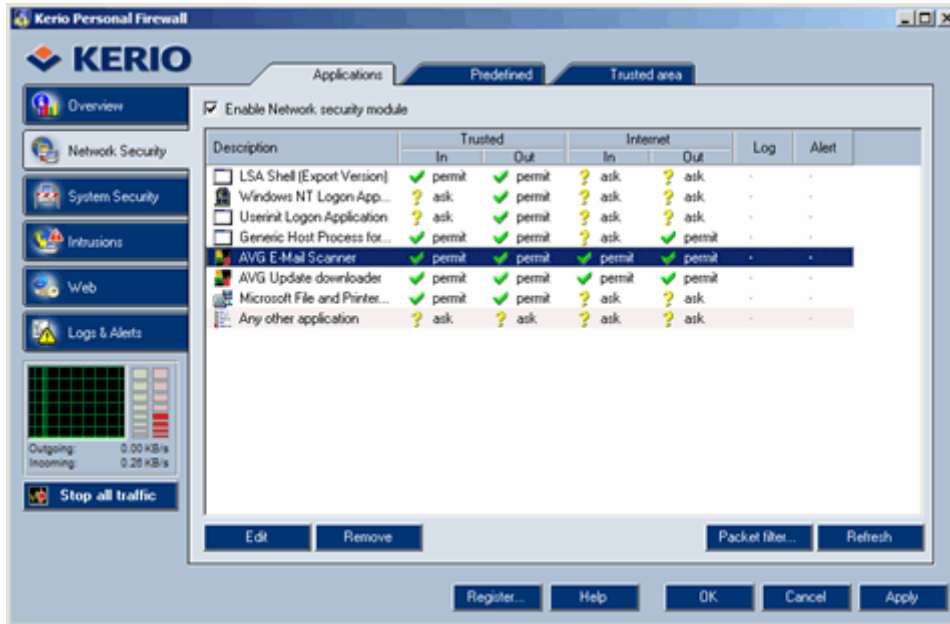 Kerio Personal Firewall
KERIO
Applications Predefined Trusted area
Overview
Network Security
System Security
Intrusions
Web
Logs & Alerts
Outgoing: 0.00 KB/s
Incoming: 0.26 KB/s
Stop all traffic
Enable Network security module
Description Trusted Internet Log Alert
In Out In Out
LSA Shell (Export Version) permit permit ask ask
Windows NT Logon App... ask permit ask ask
Userinit Logon Application ask permit ask ask
Generic Host Process for... permit permit ask permit
AVG E-Mail Scanner permit permit permit permit
AVG Update downloader permit permit permit permit
Microsoft File and Printer... permit permit ask ask
Any other application ask ask ask ask
Edit Remove Packet filter... Refresh
Register... Help OK Cancel Apply